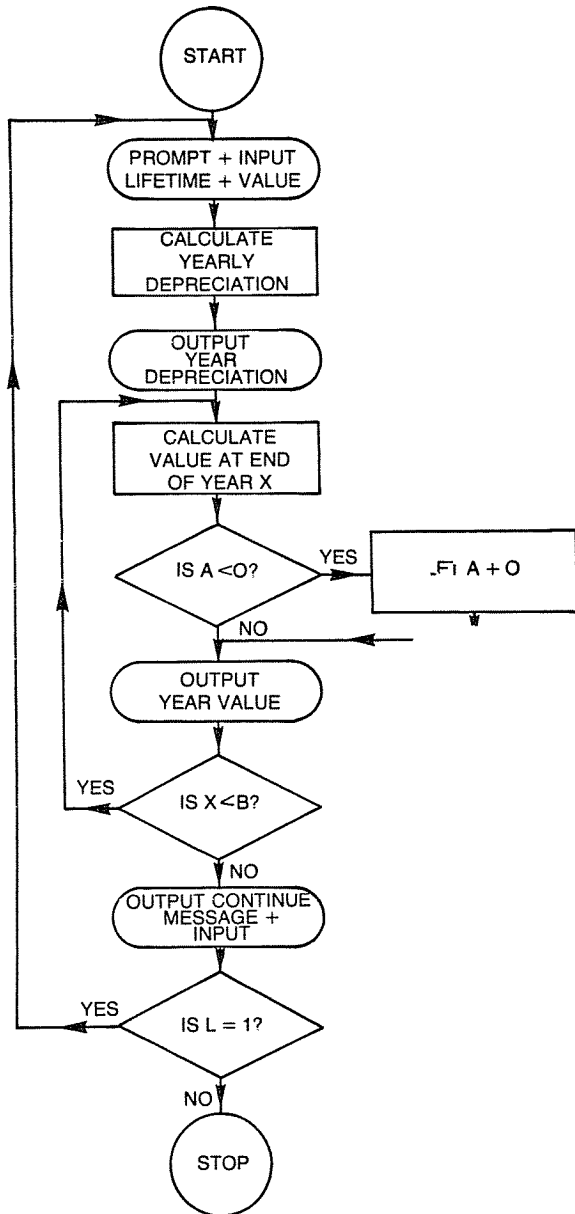 START
PROMPT + INPUT
LIFETIME + VALUE
CALCULATE
YEARLY
DEPRECIATION
OUTPUT
YEAR
DEPRECIATION
CALCULATE
VALUE AT END
OF YEAR X
IS A <O?
YES
A + O
NO
OUTPUT
YEAR VALUE
YES
IS X <B?
NO
OUTPUT CONTINUE
MESSAGE +
INPUT
YES
IS L = 1?
NO
STOP